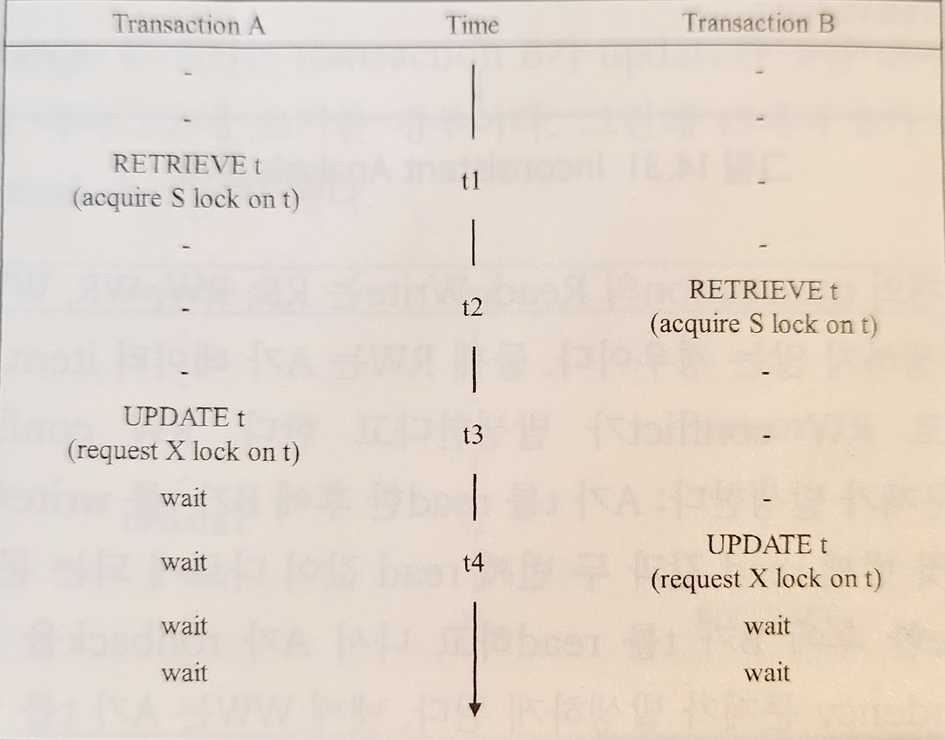 Transaction A Time Transaction B
- -
- -
RETRIEVE t
(acquire S lock on t) t1 -
- -
- t2 RETRIEVE t
(acquire S lock on t)
- -
UPDATE t
(request X lock on t) t3 -
wait -
wait t4 UPDATE t
(request X lock on t)
wait wait
wait wait